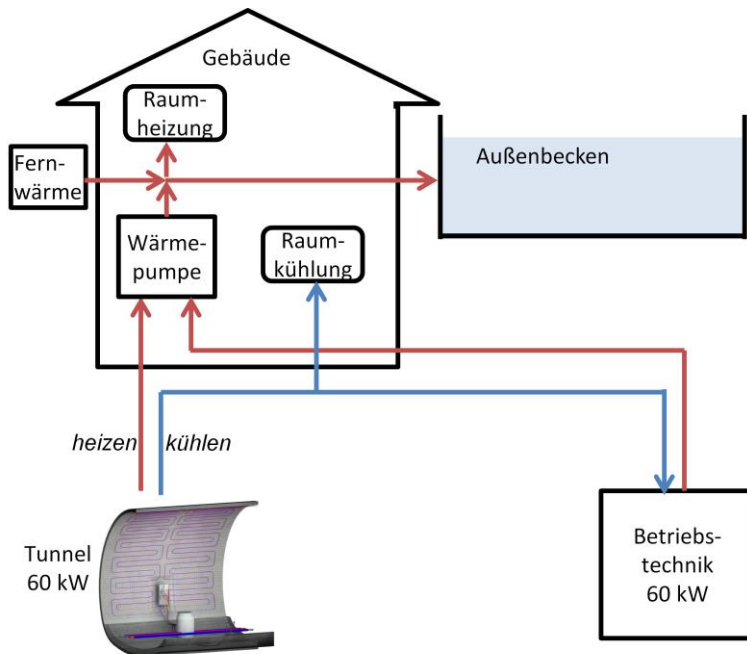 Gebäude
Raum-
heizung
Fern-
wärme
Außenbecken
Wärme-
pumpe
Raum-
kühlung
heizen
kühlen
Tunnel
60 kW
Betriebs-
technik
60 kW